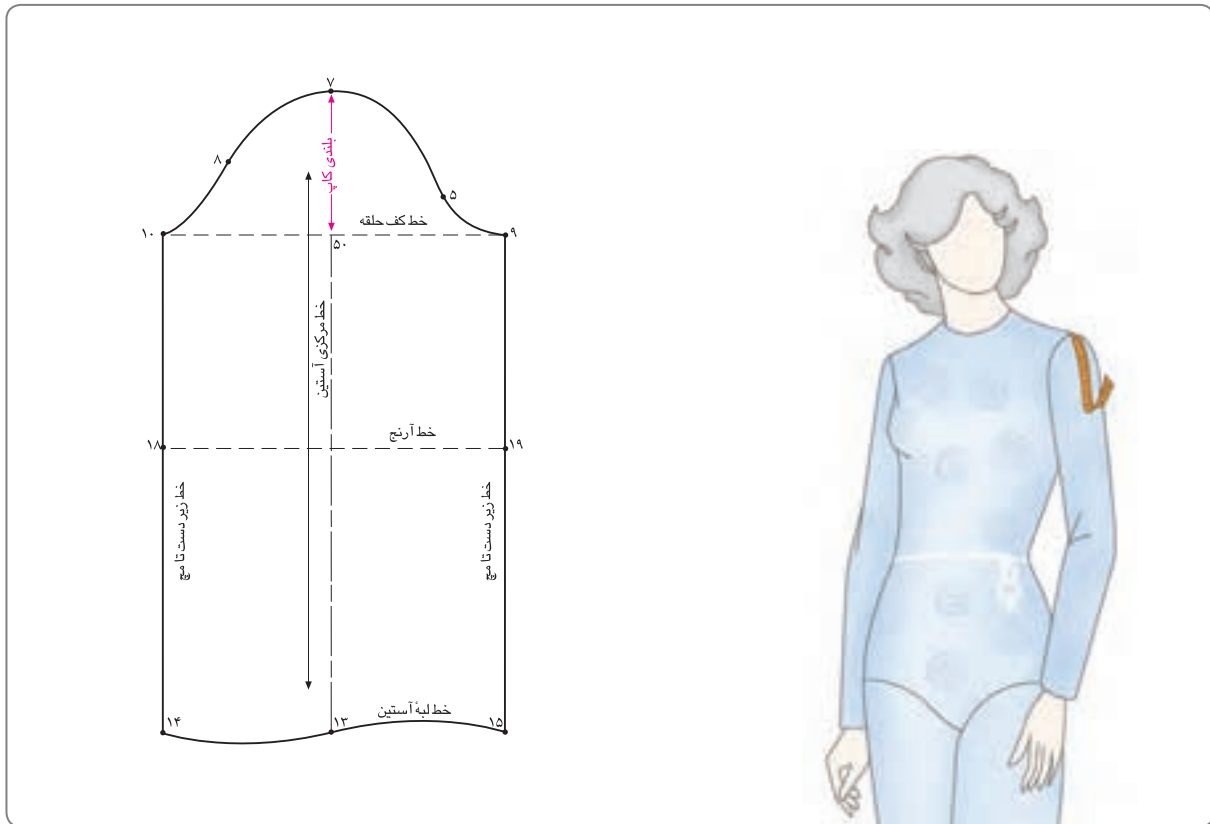 ۷
۸
بلندی کاپ
۵
۱۰
خط کف حلقه
۹
۵۰
خط مرکزی آستین
۱۸
خط آرنج
۱۹
خط زیر دست تا مچ
خط زیر دست تا مچ
۱۴
۱۳
خط لبهٔ آستین
۱۵